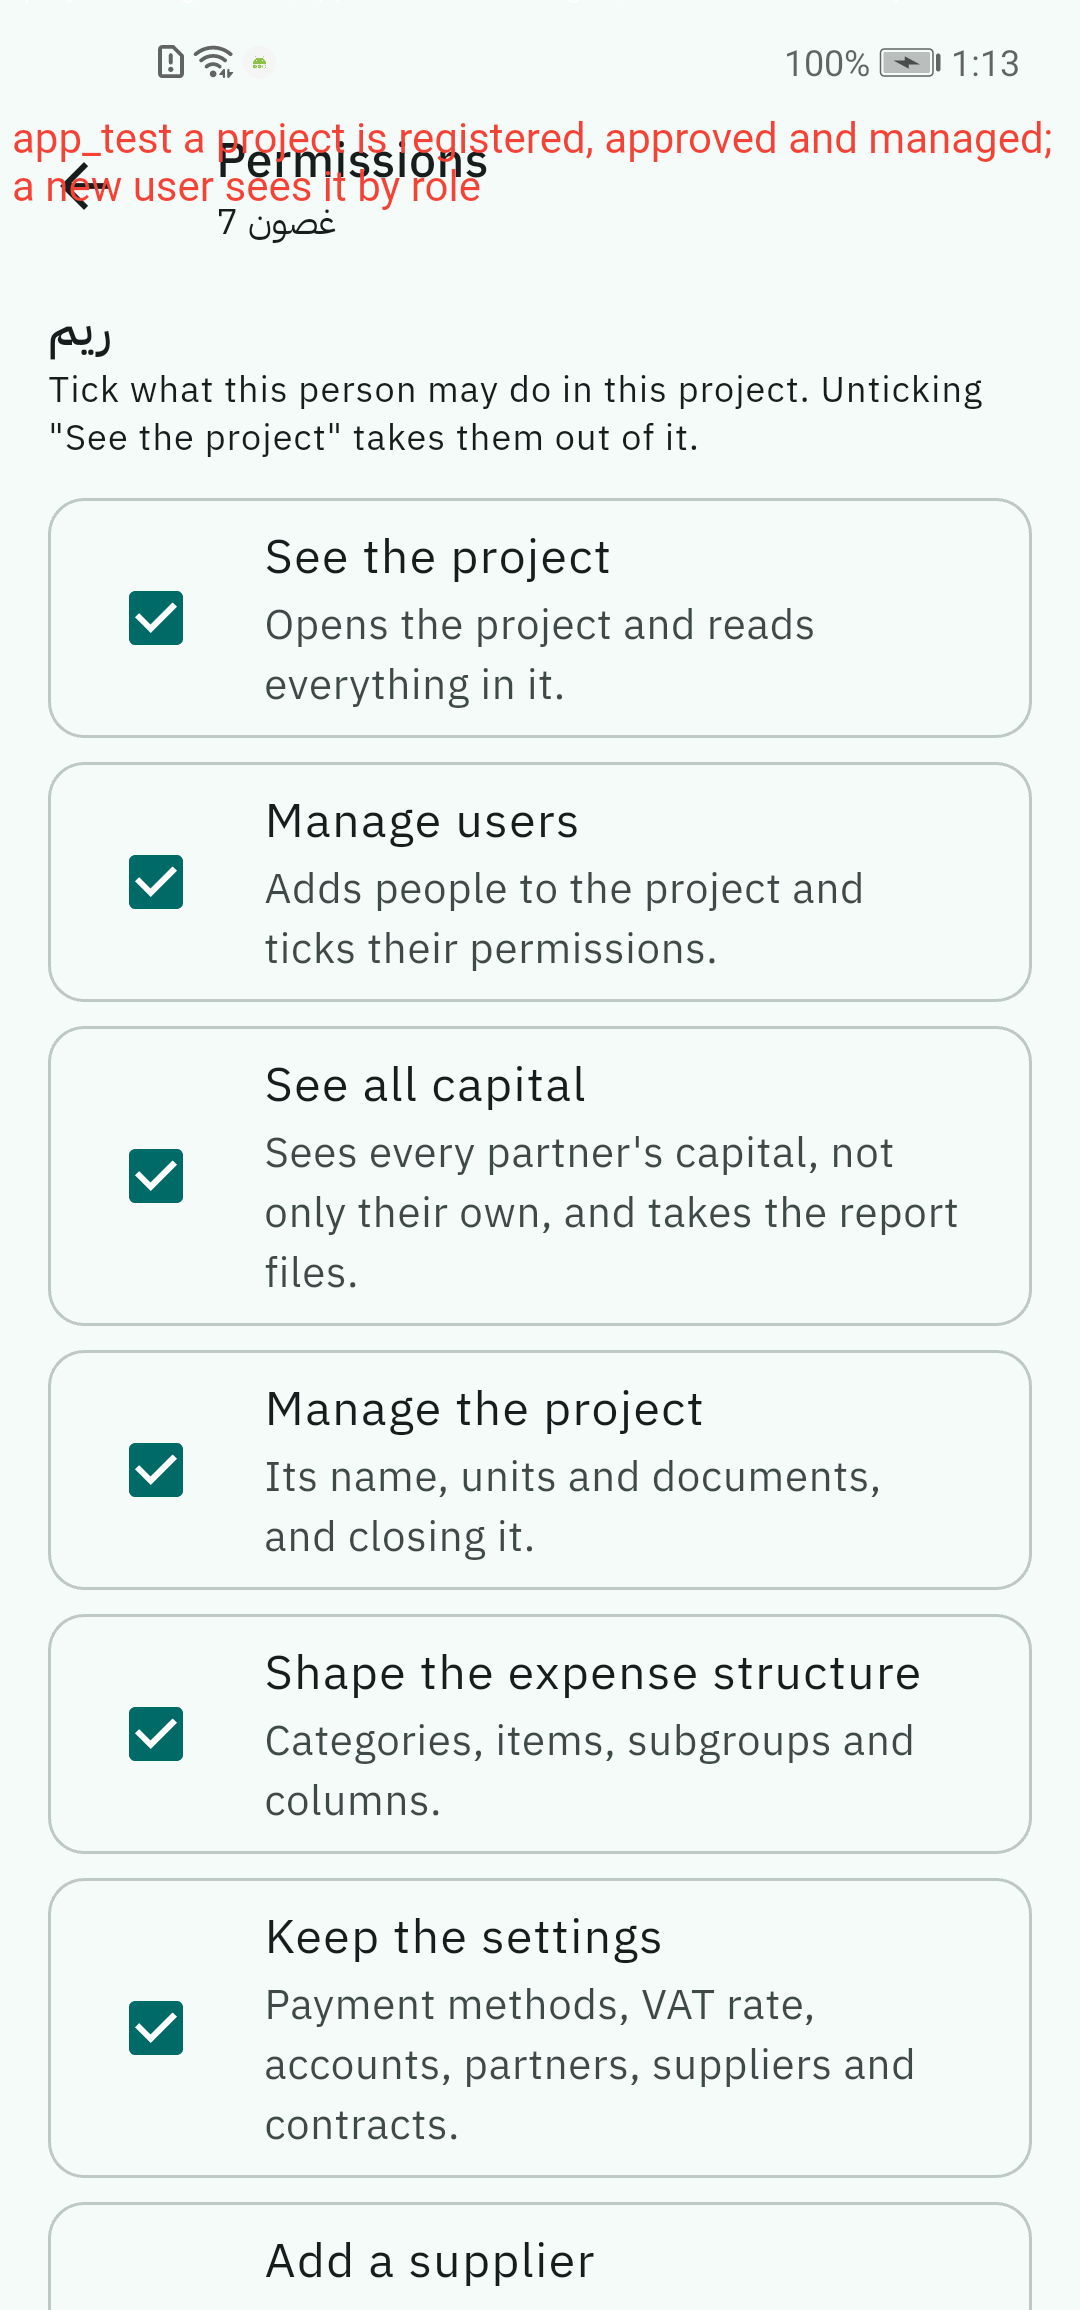 100% 1:13
app_test a project is registered, approved and managed;
a new user sees it by role
Permissions
غصون 7
ريم
Tick what this person may do in this project. Unticking
"See the project" takes them out of it.
See the project
Opens the project and reads
everything in it.
Manage users
Adds people to the project and
ticks their permissions.
See all capital
Sees every partner's capital, not
only their own, and takes the report
files.
Manage the project
Its name, units and documents,
and closing it.
Shape the expense structure
Categories, items, subgroups and
columns.
Keep the settings
Payment methods, VAT rate,
accounts, partners, suppliers and
contracts.
Add a supplier